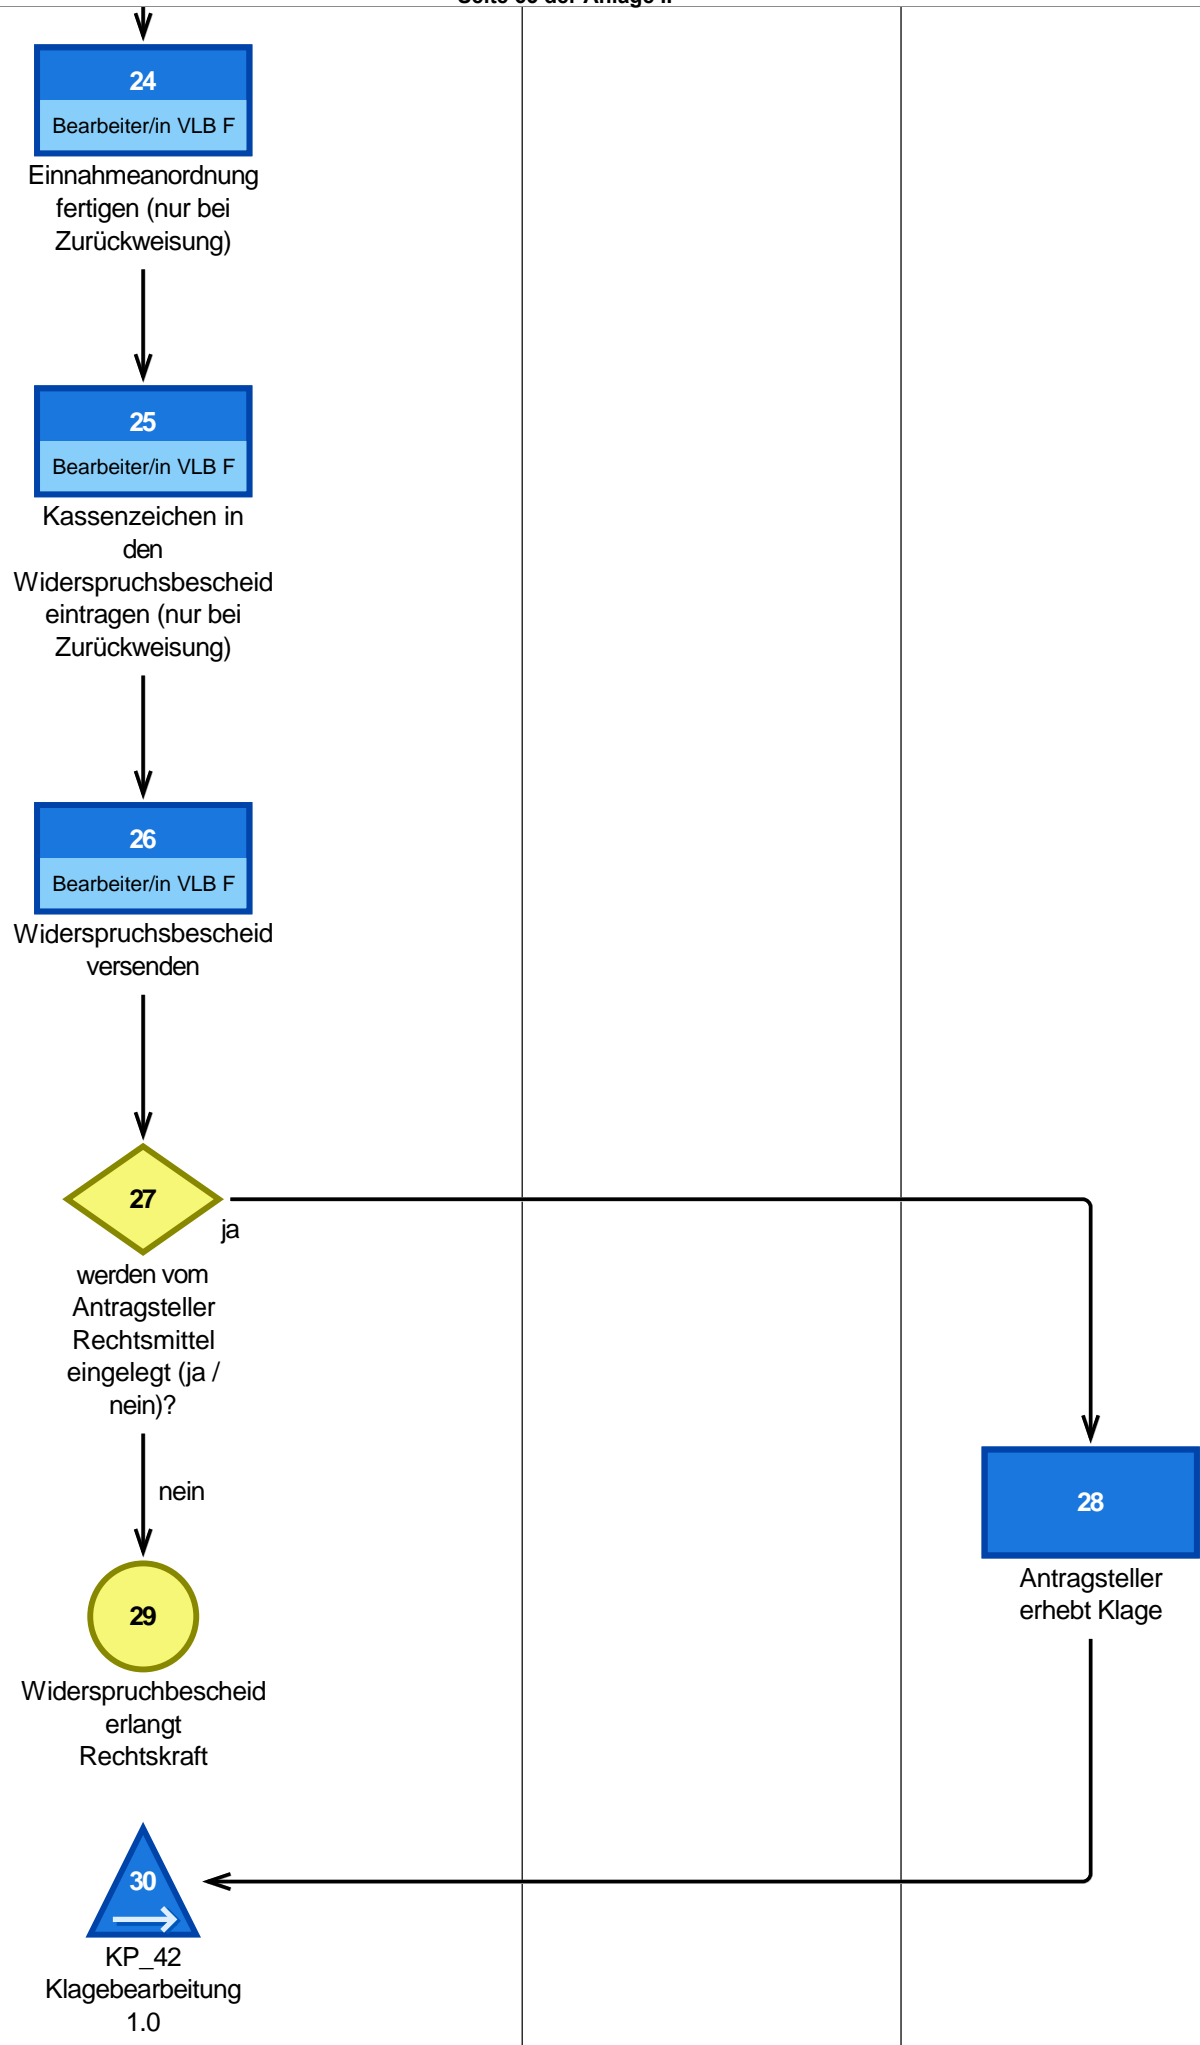 24
Bearbeiter/in VLB F
Einnahmeanordnung
fertigen (nur bei
Zurückweisung)
25
Bearbeiter/in VLB F
Kassenzeichen in
den
Widerspruchsbescheid
eintragen (nur bei
Zurückweisung)
26
Bearbeiter/in VLB F
Widerspruchsbescheid
versenden
27
ja
werden vom
Antragsteller
Rechtsmittel
eingelegt (ja /
nein)?
nein
28
Antragsteller
erhebt Klage
29
Widerspruchbescheid
erlangt
Rechtskraft
30
KP_42
Klagebearbeitung
1.0